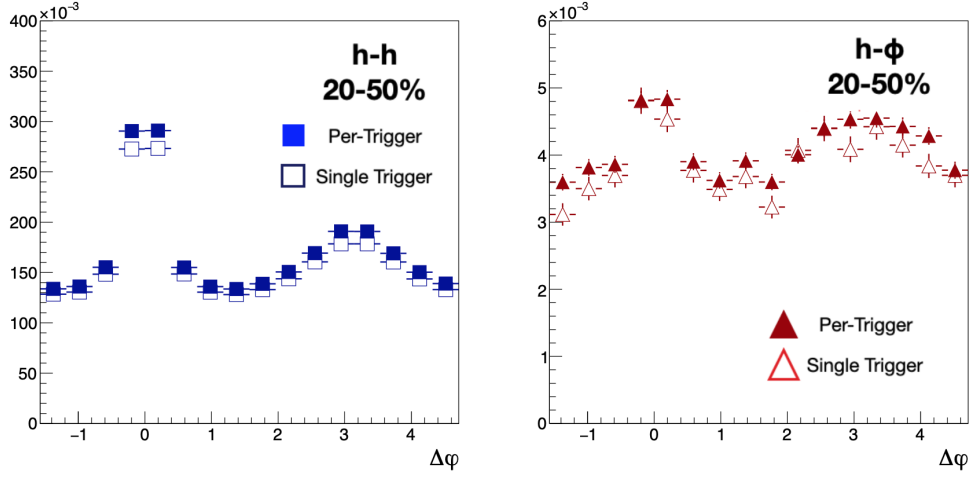 ×10⁻³
400
350
300
250
200
150
100
50
0
h-h
20-50%
Per-Trigger
Single Trigger
−1 0 1 2 3 4
Δφ
×10⁻³
6
5
4
3
2
1
0
h-ϕ
20-50%
Per-Trigger
Single Trigger
−1 0 1 2 3 4
Δφ